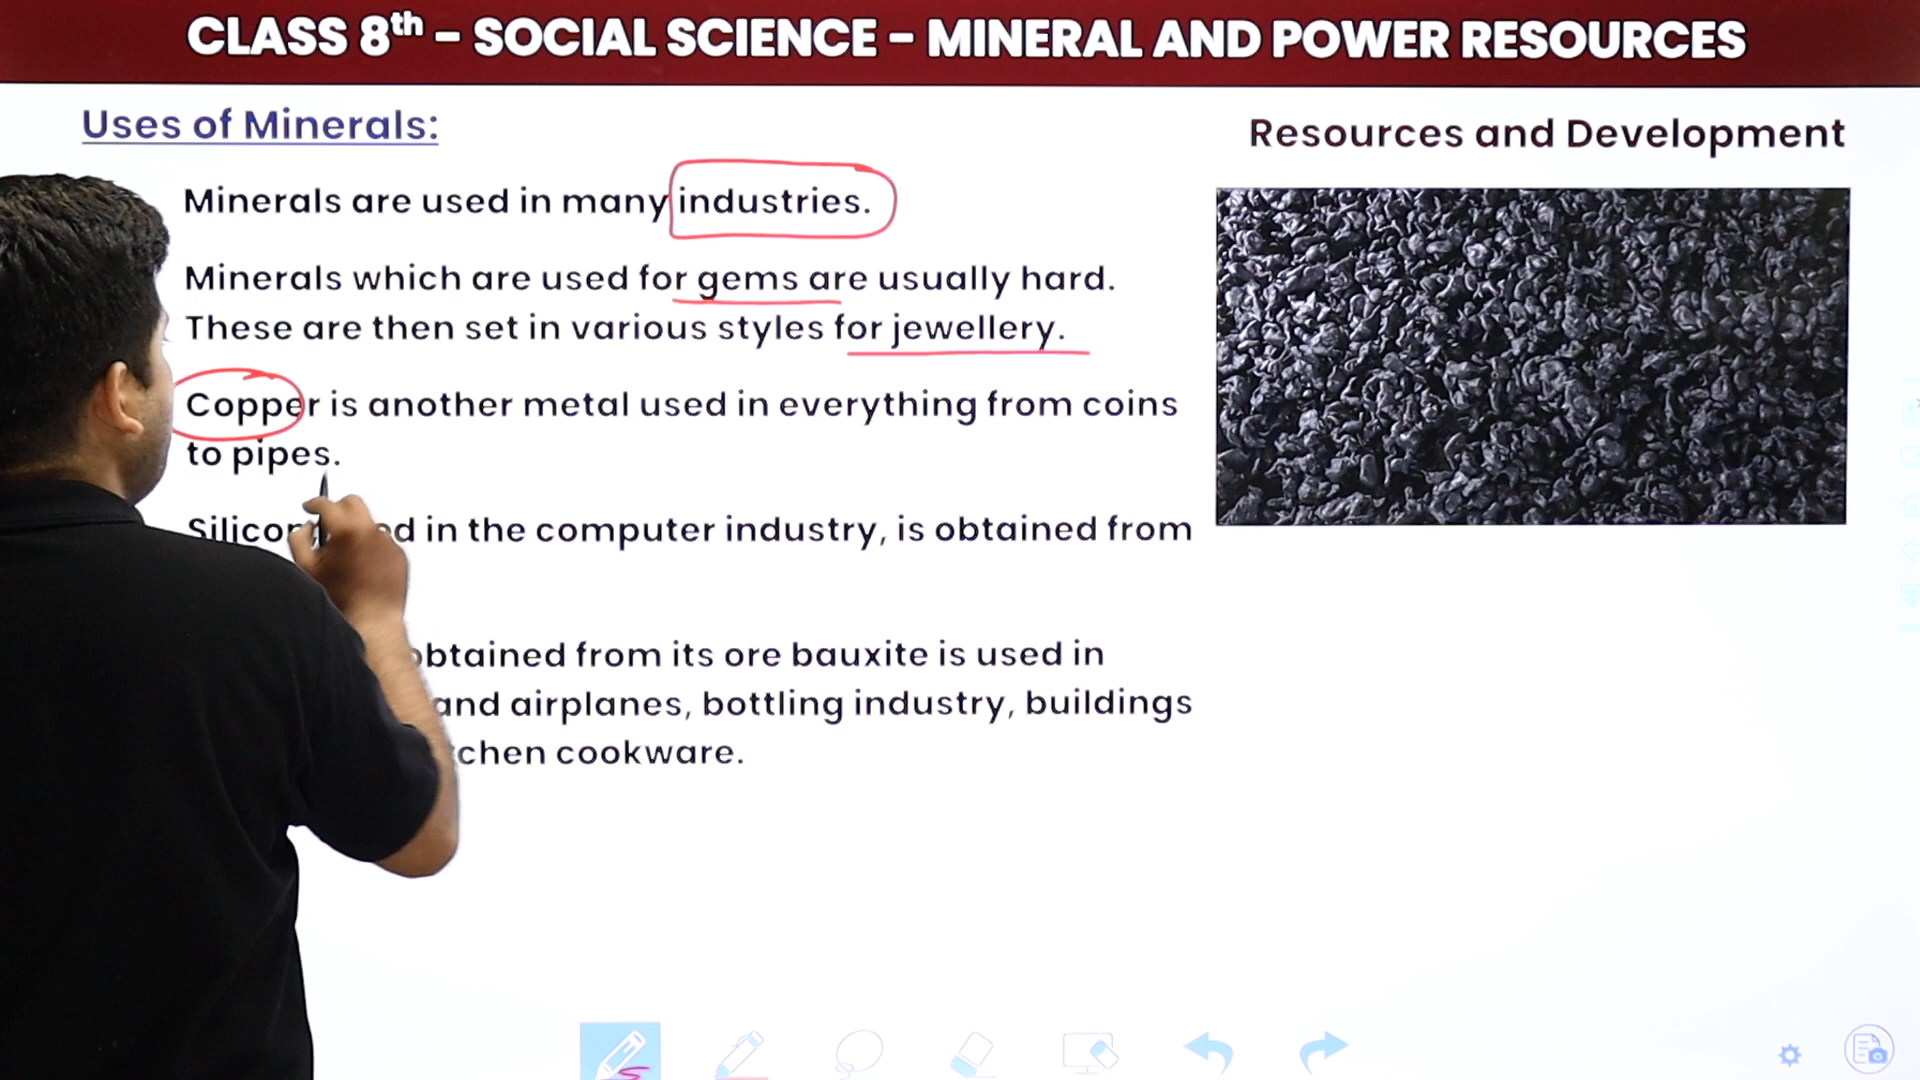 CLASS 8th - SOCIAL SCIENCE - MINERAL AND POWER RESOURCES
Uses of Minerals:
Resources and Development
Minerals are used in many industries.
Minerals which are used for gems are usually hard.
These are then set in various styles for jewellery.
Copper is another metal used in everything from coins
to pipes.
in the computer industry, is obtained from
obtained from its ore bauxite is used in
and airplanes, bottling industry, buildings
cookware.